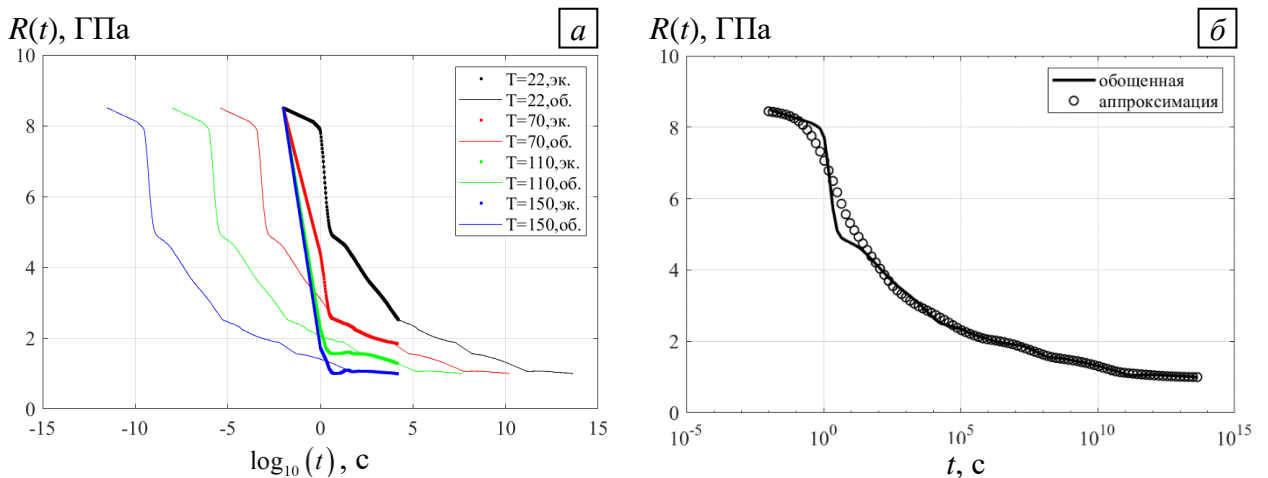 R(t), ГПа
а
10
8
6
4
2
0
-15
-10
-5
0
5
10
15
log₁₀(t), с
T=22,эк.
T=22,об.
T=70,эк.
T=70,об.
T=110,эк.
T=110,об.
T=150,эк.
T=150,об.
R(t), ГПа
б
10
8
6
4
2
0
10⁻⁵
10⁰
10⁵
10¹⁰
10¹⁵
t, с
обощенная
аппроксимация